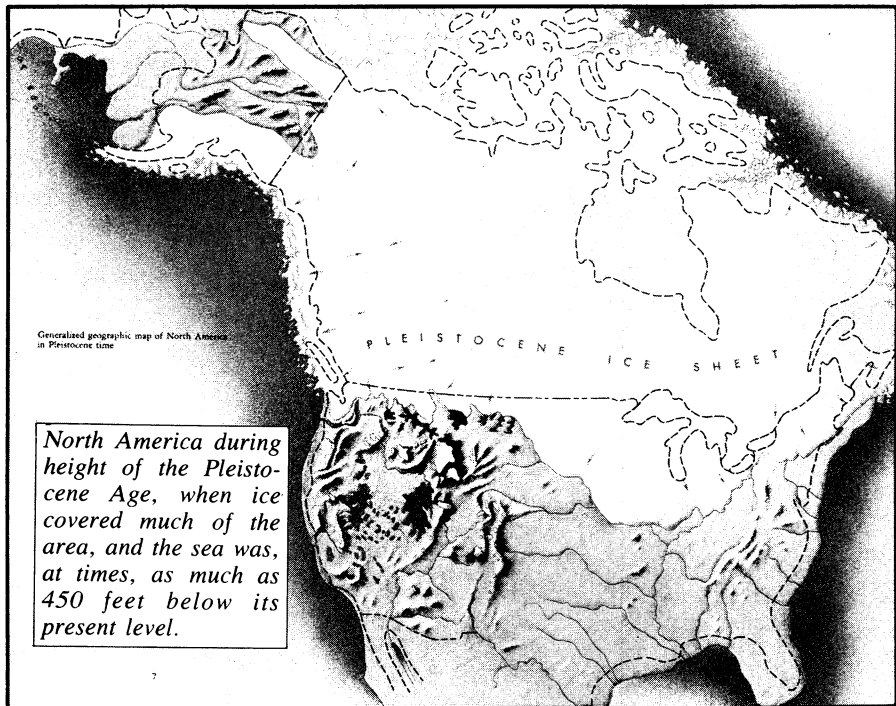 Generalized geographic map of North America
in Pleistocene time
PLEISTOCENE ICE SHEET
North America during
height of the Pleisto-
cene Age, when ice
covered much of the
area, and the sea was,
at times, as much as
450 feet below its
present level.
7